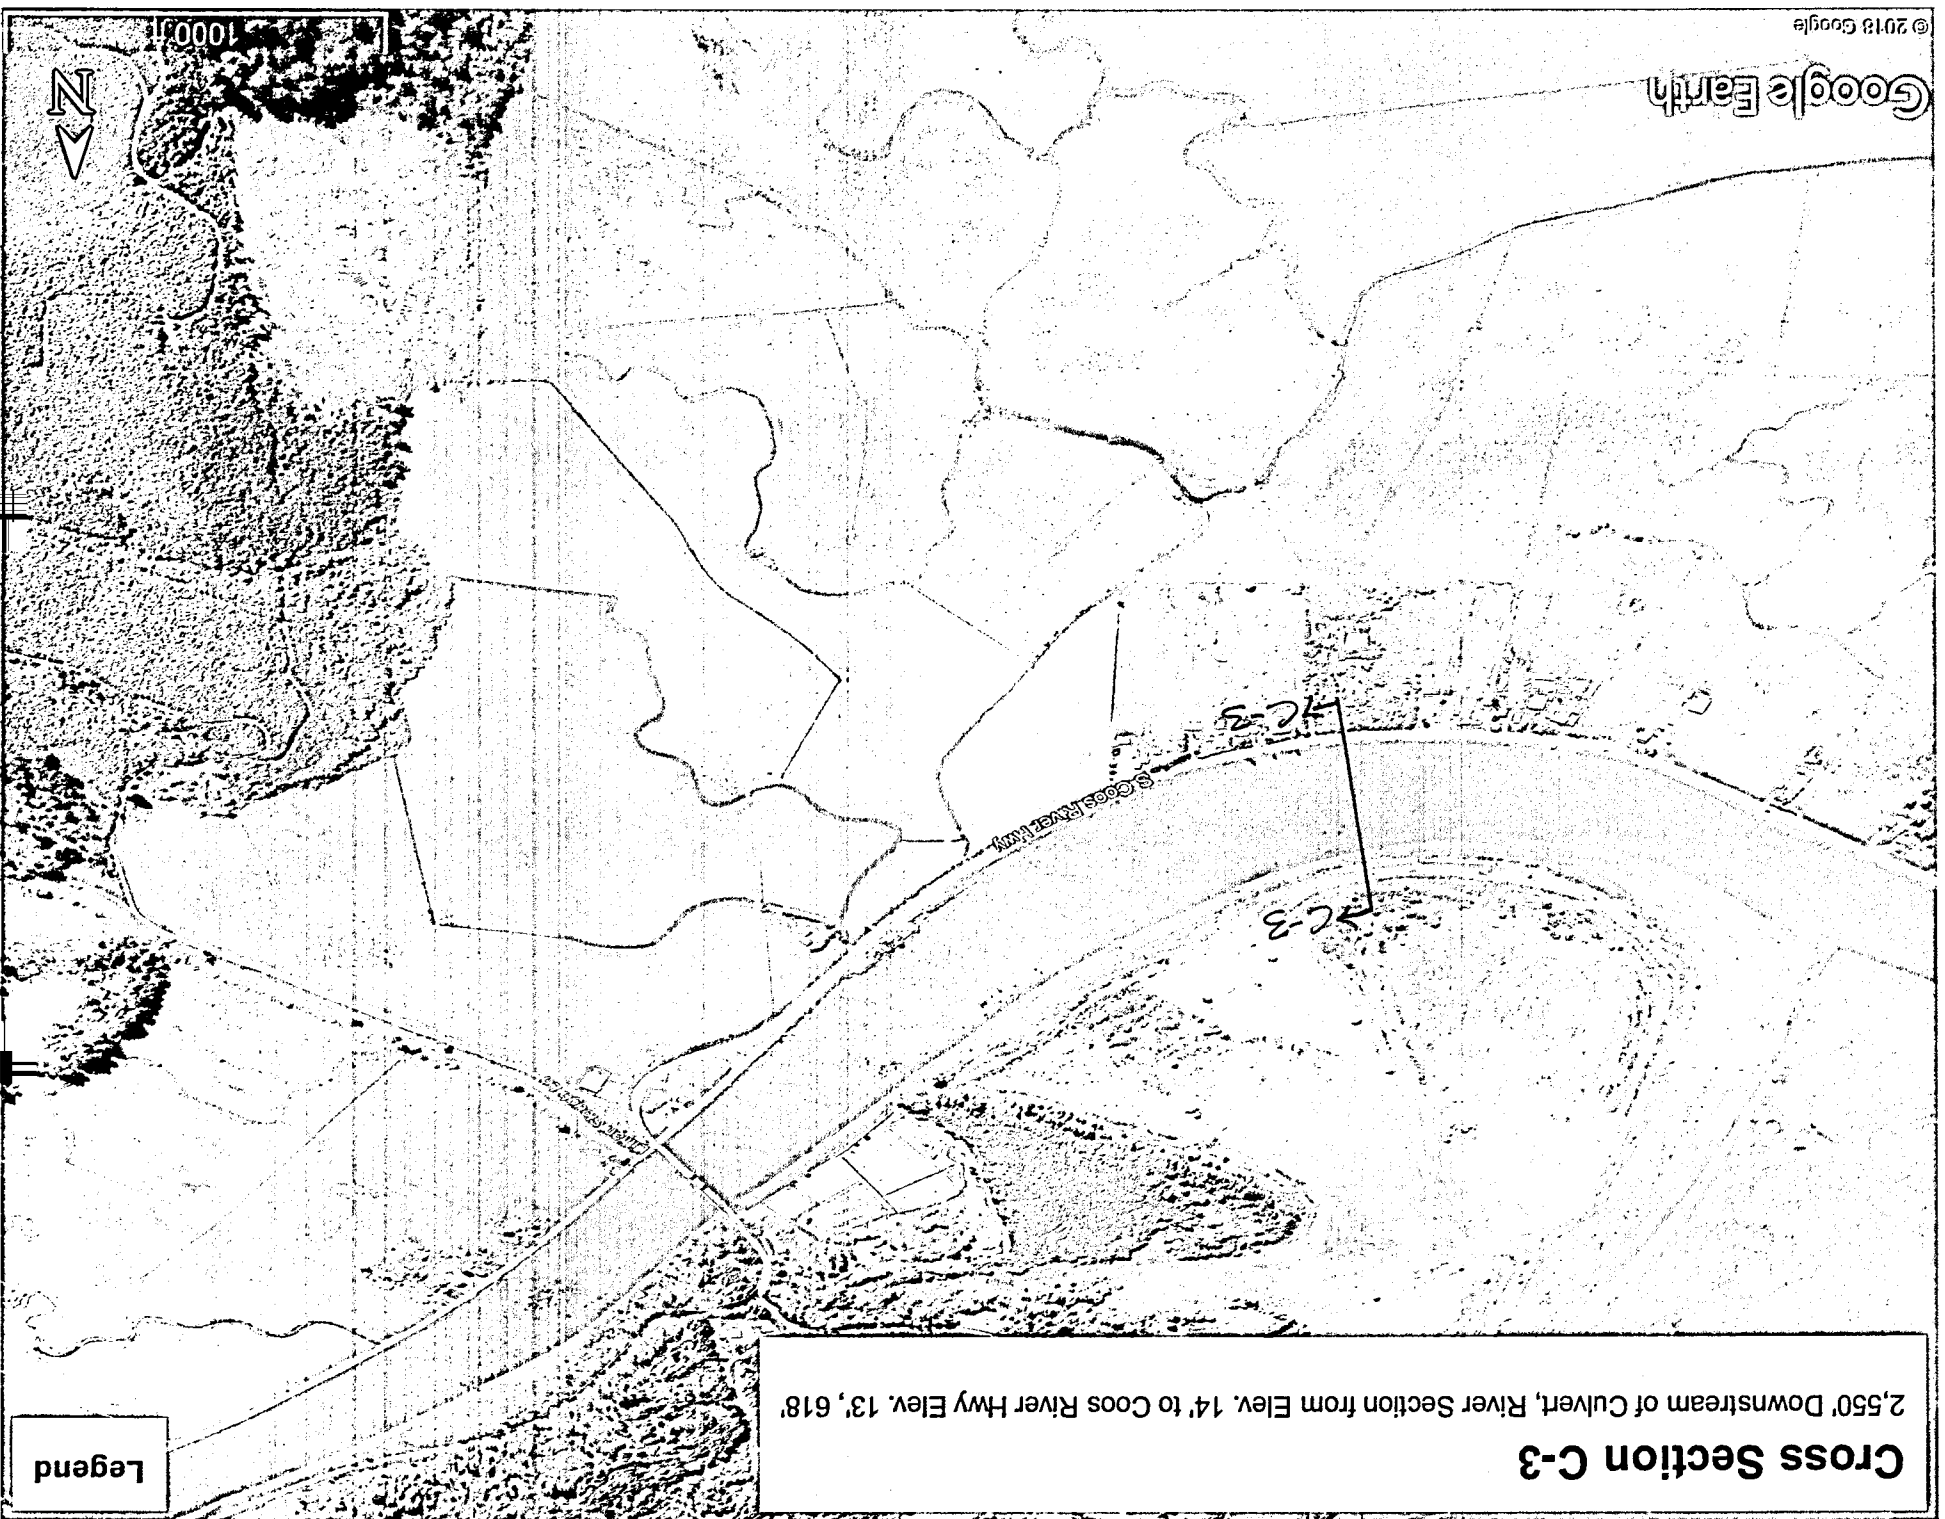 Cross Section C-3
2,550' Downstream of Culvert, River Section from Elev. 14' to Coos River Hwy Elev. 13', 618'
Legend
C-3
S Coos River Hwy
C-3
Google Earth
© 2018 Google
N
1000 ft